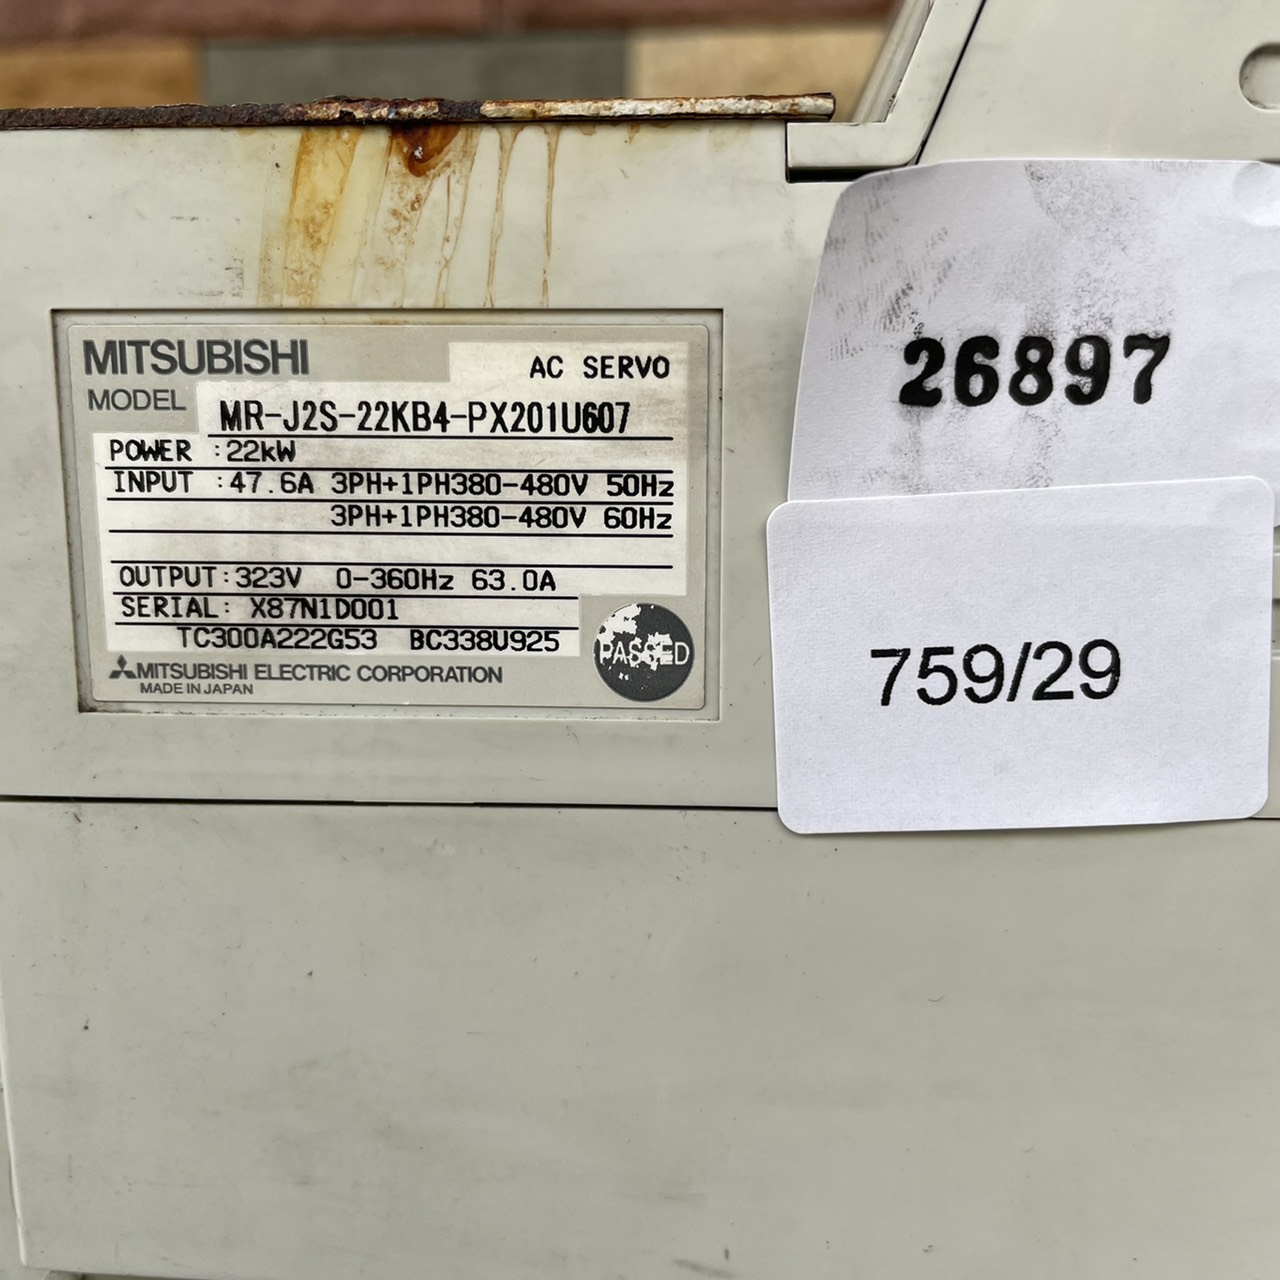 MITSUBISHI
AC SERVO
MODEL MR-J2S-22KB4-PX201U607
POWER :22kW
INPUT :47.6A 3PH+1PH380-480V 50Hz
3PH+1PH380-480V 60Hz
OUTPUT:323V 0-360Hz 63.0A
SERIAL: X87N1D001
TC300A222G53 BC338U925
PASSED
MITSUBISHI ELECTRIC CORPORATION
MADE IN JAPAN
26897
759/29